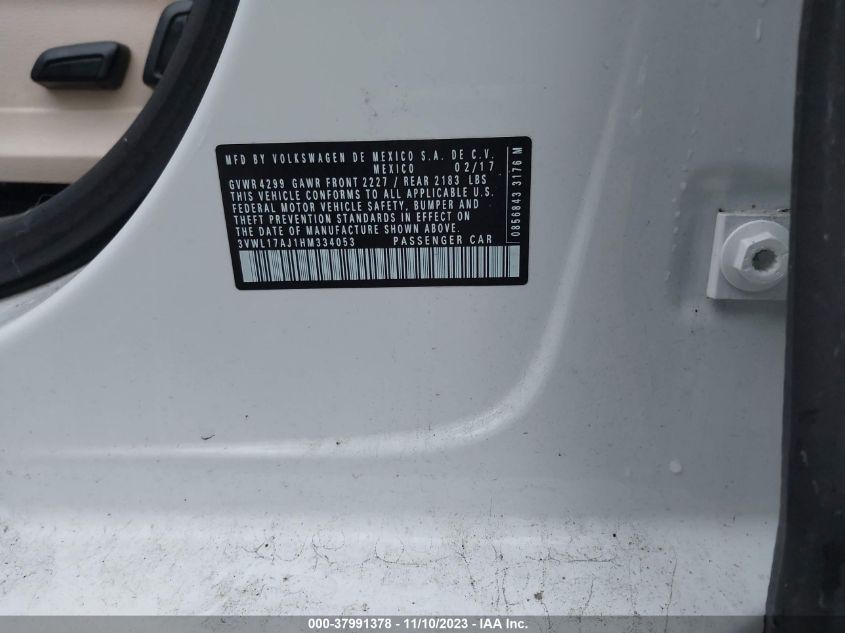 MFD BY VOLKSWAGEN DE MEXICO S.A. DE C.V.
MEXICO 02/17
GVWR 4299 GAWR FRONT 2227 / REAR 2183 LBS
THIS VEHICLE CONFORMS TO ALL APPLICABLE U.S.
FEDERAL MOTOR VEHICLE SAFETY, BUMPER AND
THEFT PREVENTION STANDARDS IN EFFECT ON
THE DATE OF MANUFACTURE SHOWN ABOVE.
3VWL17AJ1HM334053 PASSENGER CAR
0856843 3176 M
000-37991378 - 11/10/2023 - IAA Inc.